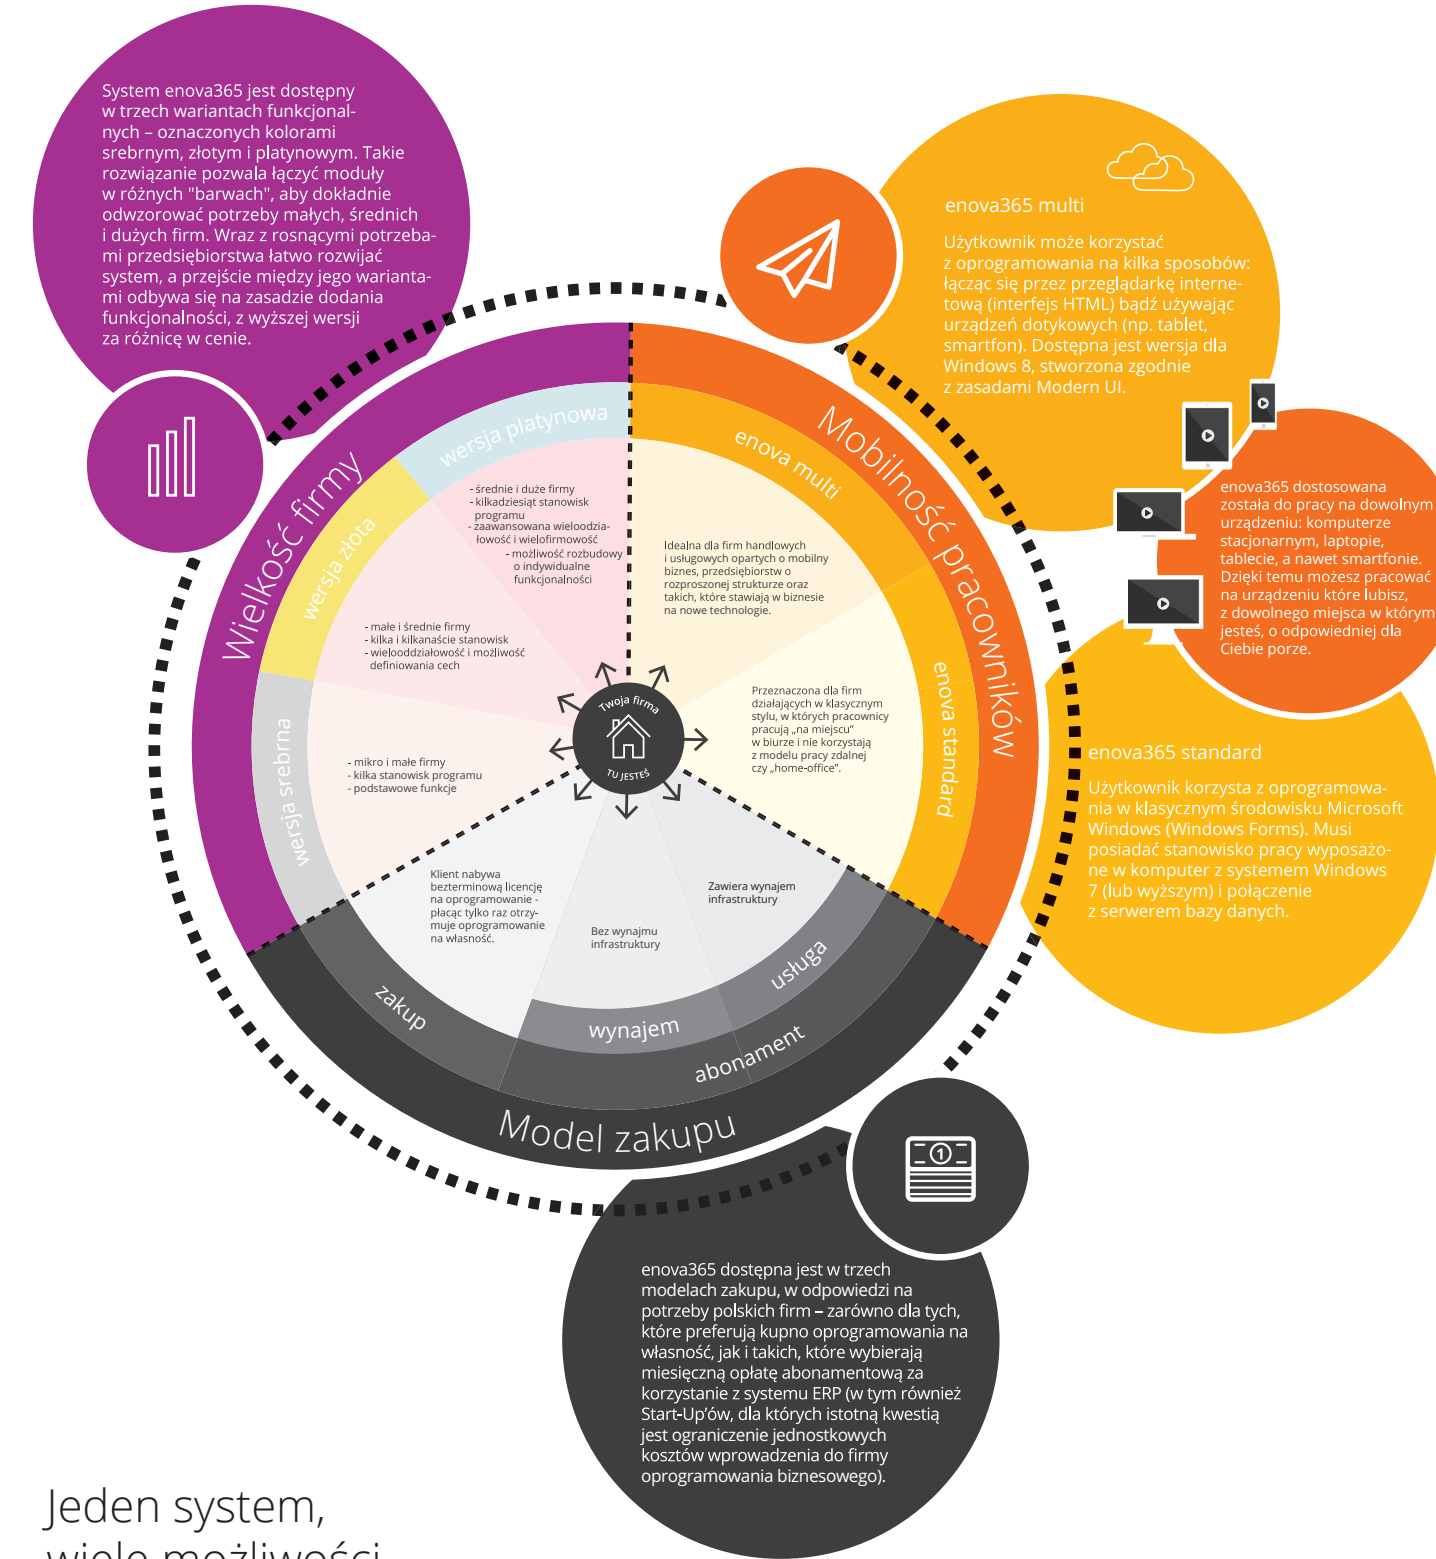 System enova365 jest dostępny
w trzech wariantach funkcjonal-
nych – oznaczonych kolorami
srebrnym, złotym i platynowym. Takie
rozwiązanie pozwala łączyć moduły
w różnych "barwach", aby dokładnie
odwzorować potrzeby małych, średnich
i dużych firm. Wraz z rosnącymi potrzeba-
mi przedsiębiorstwa łatwo rozwijać
system, a przejście między jego warianta-
mi odbywa się na zasadzie dodania
funkcjonalności, z wyższej wersji
za różnicę w cenie.
enova365 multi
Użytkownik może korzystać
z oprogramowania na kilka sposobów:
łącząc się przez przeglądarkę interne-
tową (interfejs HTML) bądź używając
urządzeń dotykowych (np. tablet,
smartfon). Dostępna jest wersja dla
Windows 8, stworzona zgodnie
z zasadami Modern UI.
enova365 dostosowana
została do pracy na dowolnym
urządzeniu: komputerze
stacjonarnym, laptopie,
tablecie, a nawet smartfonie.
Dzięki temu możesz pracować
na urządzeniu które lubisz,
z dowolnego miejsca w którym
jesteś, o odpowiedniej dla
Ciebie porze.
enova365 standard
Użytkownik korzysta z oprogramowa-
nia w klasycznym środowisku Microsoft
Windows (Windows Forms). Musi
posiadać stanowisko pracy wyposażo-
ne w komputer z systemem Windows
7 (lub wyższym) i połączenie
z serwerem bazy danych.
Wielkość firmy
wersja platynowa
- średnie i duże firmy
- kilkadziesiąt stanowisk
programu
- zaawansowana wieloodzia-
łowość i wielofirmowość
- możliwość rozbudowy
o indywidualne
funkcjonalności
wersja złota
- małe i średnie firmy
- kilka i kilkanaście stanowisk
- wielooddziałowość i możliwość
definiowania cech
wersja srebrna
- mikro i małe firmy
- kilka stanowisk programu
- podstawowe funkcje
Mobilność pracowników
enova multi
Idealna dla firm handlowych
i usługowych opartych o mobilny
biznes, przedsiębiorstw o
rozproszonej strukturze oraz
takich, które stawiają w biznesie
na nowe technologie.
enova standard
Przeznaczona dla firm
działających w klasycznym
stylu, w których pracownicy
pracują „na miejscu”
w biurze i nie korzystają
z modelu pracy zdalnej
czy „home-office”.
Twoja firma
TU JESTEŚ
Klient nabywa
bezterminową licencję
na oprogramowanie -
płacąc tylko raz otrzy-
muje oprogramowanie
na własność.
zakup
Bez wynajmu
infrastruktury
wynajem
Zawiera wynajem
infrastruktury
usługa
abonament
Model zakupu
1
enova365 dostępna jest w trzech
modelach zakupu, w odpowiedzi na
potrzeby polskich firm – zarówno dla tych,
które preferują kupno oprogramowania na
własność, jak i takich, które wybierają
miesięczną opłatę abonamentową za
korzystanie z systemu ERP (w tym również
Start-Up’ów, dla których istotną kwestią
jest ograniczenie jednostkowych
kosztów wprowadzenia do firmy
oprogramowania biznesowego).
Jeden system,
wiele możliwości